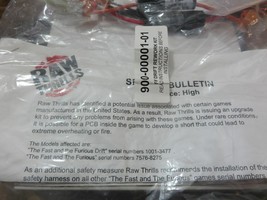 RAW
THRILLS
900-00001-01
BULLETIN
ce: High
Raw Thrills has identified a potential issue associated with certain games
manufactured in the United States. As a result, Raw Thrills is issuing an upgrade
kit to prevent any problems arising with these games. Under rare conditions,
it is possible for a PCB inside the game to develop a short that could lead to
extreme overheating or fire.
The Models affected are:
"The Fast and The Furious Drift" serial numbers 1001-3477
"The Fast and The Furious" serial numbers 7576-8275
As an additional safety measure Raw Thrills recommends the installation of the
safety harness on all other "The Fast and The Furious" games serial numbers